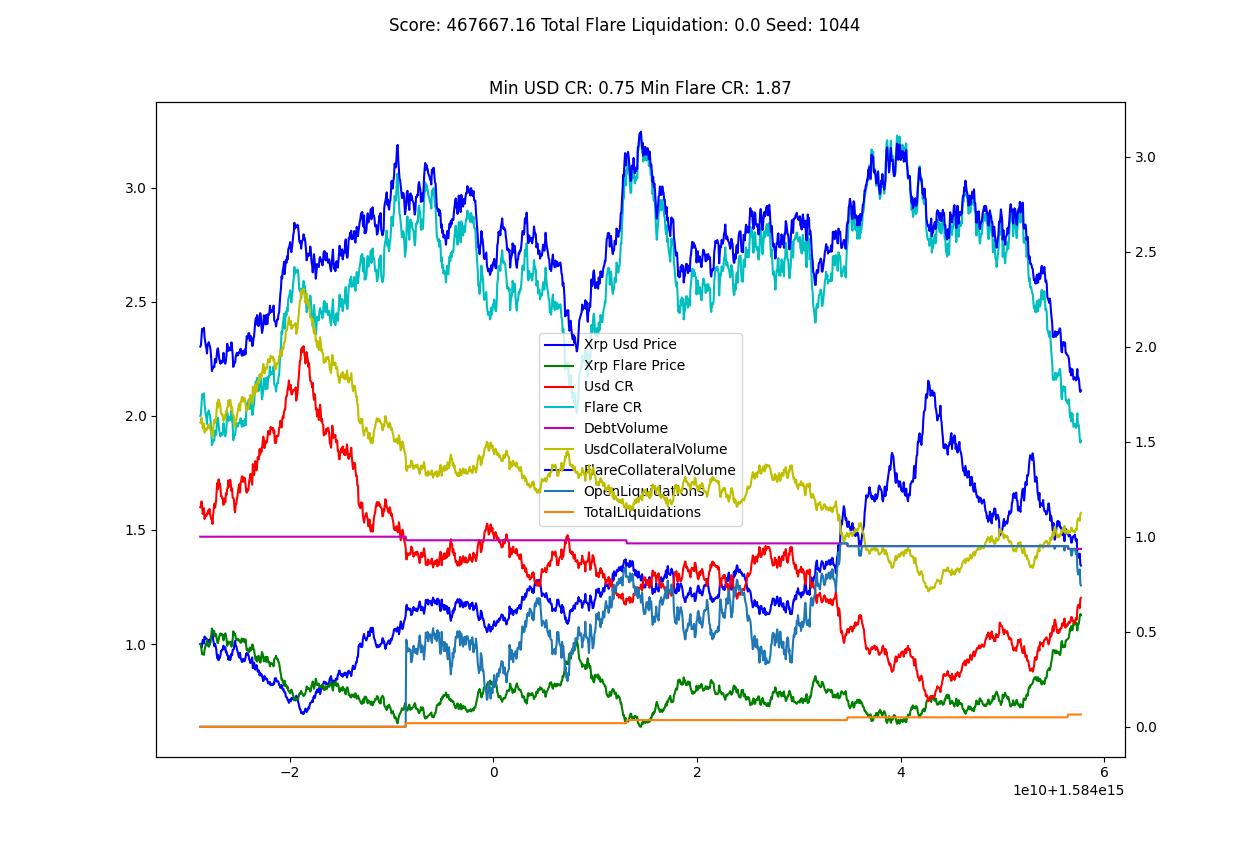 Score: 467667.16 Total Flare Liquidation: 0.0 Seed: 1044
Min USD CR: 0.75 Min Flare CR: 1.87
3.0
2.5
2.0
1.5
1.0
3.0
2.5
2.0
1.5
1.0
0.5
0.0
Xrp Usd Price
Xrp Flare Price
Usd CR
Flare CR
DebtVolume
UsdCollateralVolume
FlareCollateralVolume
OpenLiquidations
TotalLiquidations
−2 0 2 4 6
1e10+1.584e15